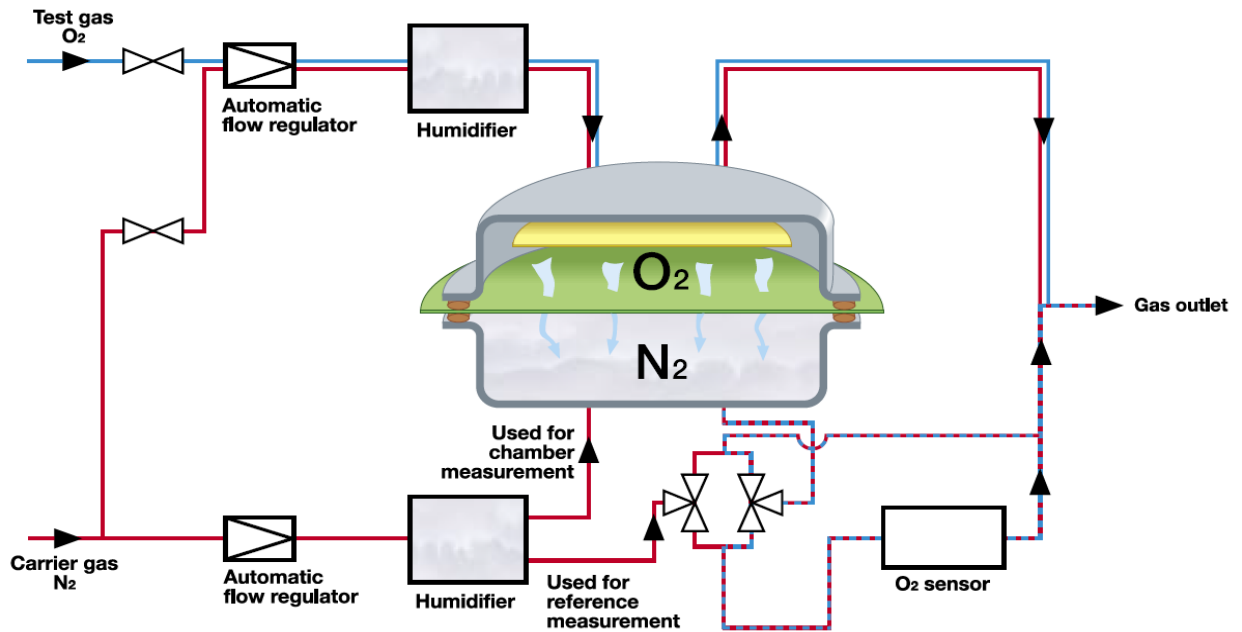 Test gas
O₂
Automatic
flow regulator
Humidifier
O₂
Gas outlet
N₂
Used for
chamber
measurement
Carrier gas
N₂
Automatic
flow regulator
Humidifier
Used for
reference
measurement
O₂ sensor